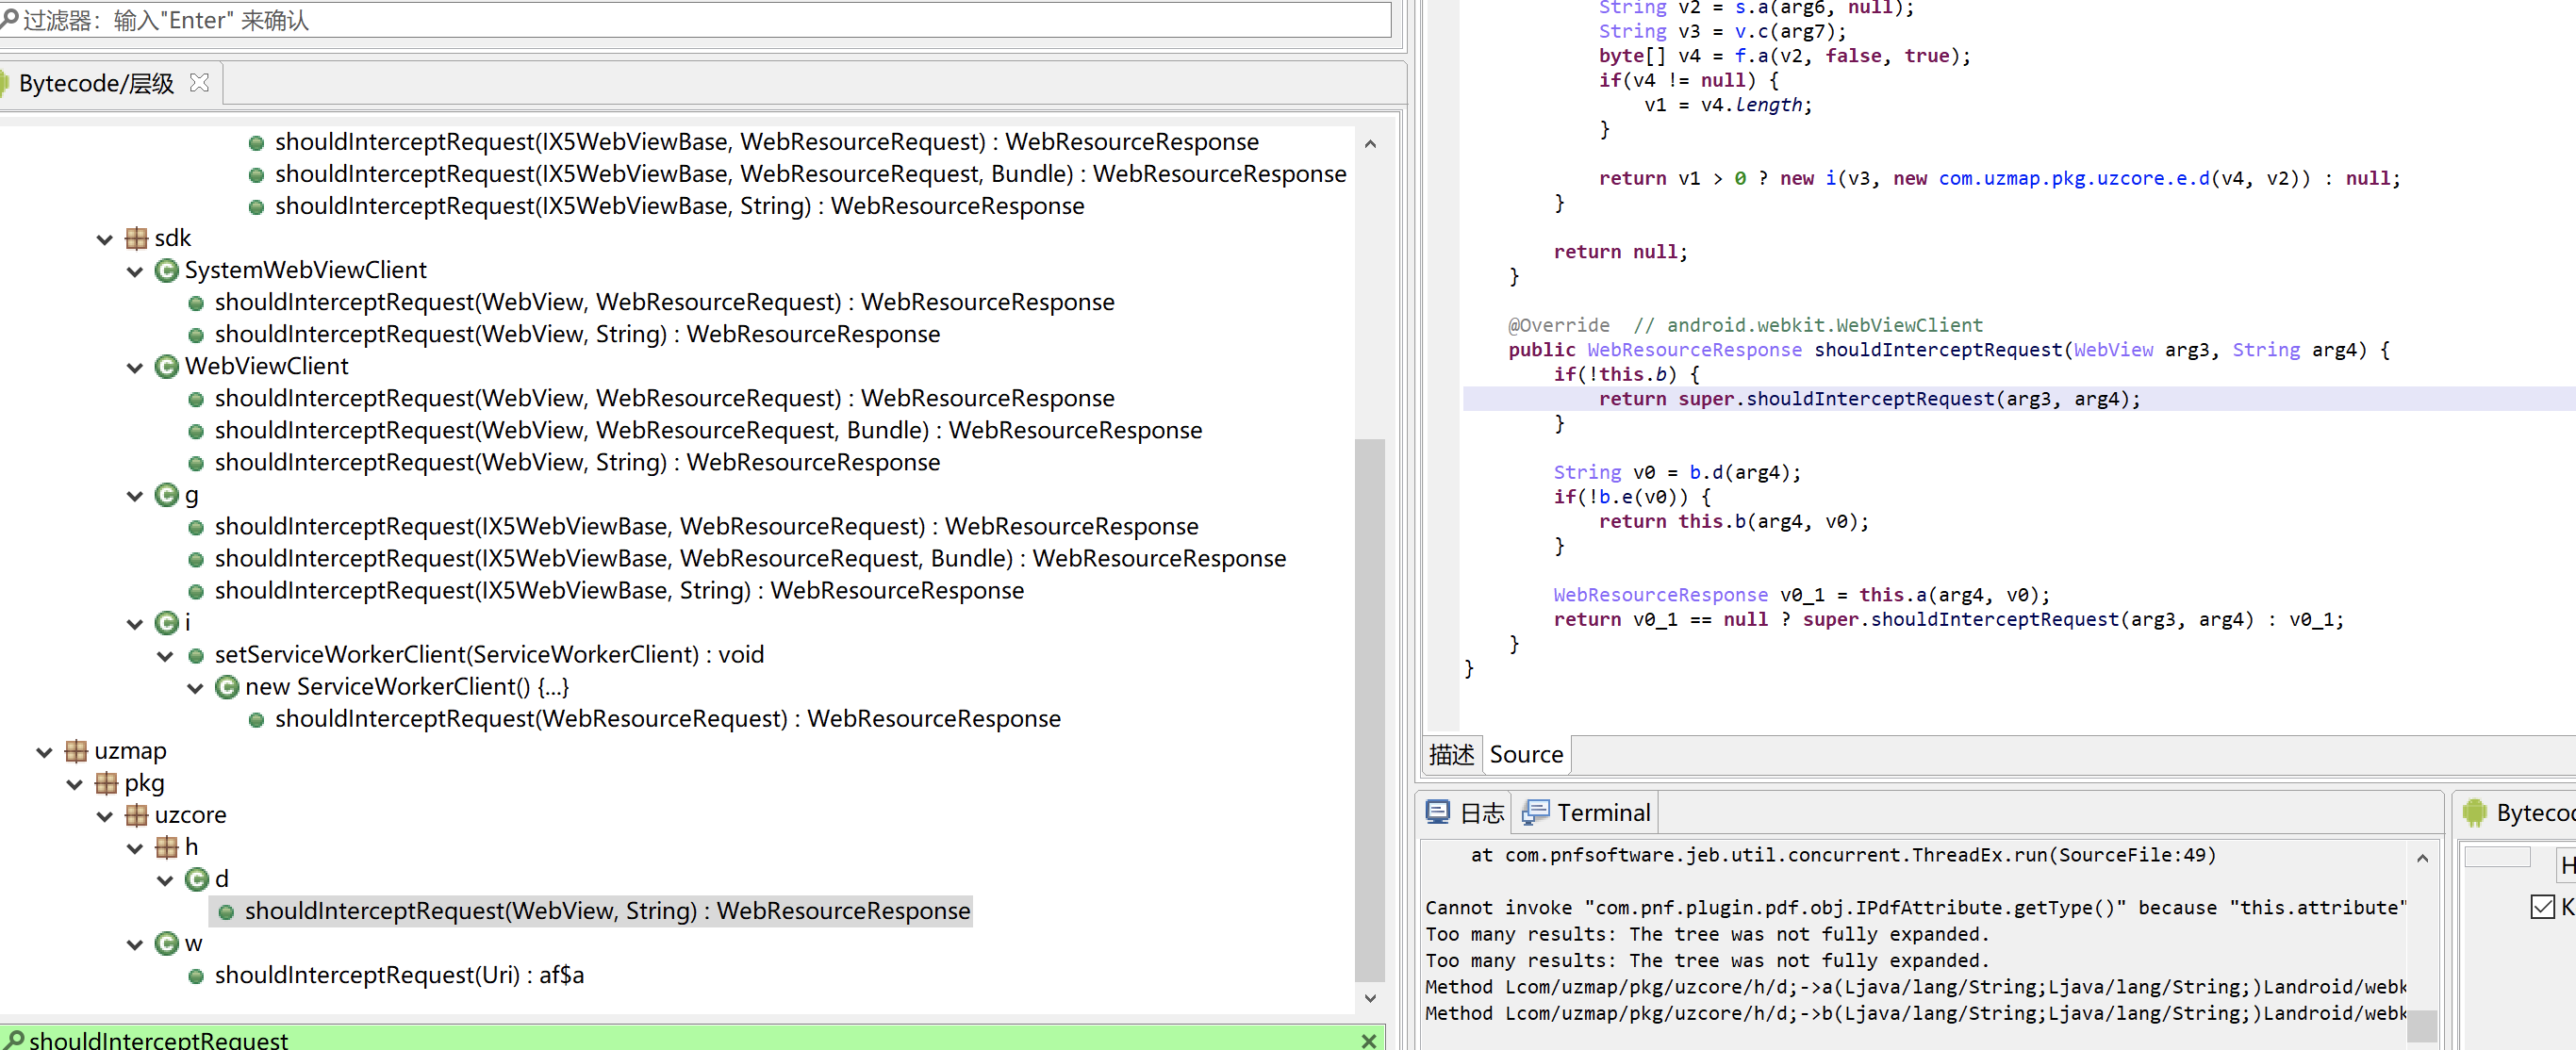 过滤器：输入"Enter" 来确认
Bytecode/层级
shouldInterceptRequest(IX5WebViewBase, WebResourceRequest) : WebResourceResponse
shouldInterceptRequest(IX5WebViewBase, WebResourceRequest, Bundle) : WebResourceResponse
shouldInterceptRequest(IX5WebViewBase, String) : WebResourceResponse
sdk
SystemWebViewClient
shouldInterceptRequest(WebView, WebResourceRequest) : WebResourceResponse
shouldInterceptRequest(WebView, String) : WebResourceResponse
WebViewClient
shouldInterceptRequest(WebView, WebResourceRequest) : WebResourceResponse
shouldInterceptRequest(WebView, WebResourceRequest, Bundle) : WebResourceResponse
shouldInterceptRequest(WebView, String) : WebResourceResponse
g
shouldInterceptRequest(IX5WebViewBase, WebResourceRequest) : WebResourceResponse
shouldInterceptRequest(IX5WebViewBase, WebResourceRequest, Bundle) : WebResourceResponse
shouldInterceptRequest(IX5WebViewBase, String) : WebResourceResponse
i
setServiceWorkerClient(ServiceWorkerClient) : void
new ServiceWorkerClient() {...}
shouldInterceptRequest(WebResourceRequest) : WebResourceResponse
uzmap
pkg
uzcore
h
d
shouldInterceptRequest(WebView, String) : WebResourceResponse
w
shouldInterceptRequest(Uri) : af$a
shouldInterceptRequest
String v2 = s.a(arg6, null);
String v3 = v.c(arg7);
byte[] v4 = f.a(v2, false, true);
if(v4 != null) {
v1 = v4.length;
}
return v1 > 0 ? new i(v3, new com.uzmap.pkg.uzcore.e.d(v4, v2)) : null;
}
return null;
}
@Override  // android.webkit.WebViewClient
public WebResourceResponse shouldInterceptRequest(WebView arg3, String arg4) {
if(!this.b) {
return super.shouldInterceptRequest(arg3, arg4);
}
String v0 = b.d(arg4);
if(!b.e(v0)) {
return this.b(arg4, v0);
}
WebResourceResponse v0_1 = this.a(arg4, v0);
return v0_1 == null ? super.shouldInterceptRequest(arg3, arg4) : v0_1;
}
}
描述 Source
日志 Terminal
at com.pnfsoftware.jeb.util.concurrent.ThreadEx.run(SourceFile:49)
Cannot invoke "com.pnf.plugin.pdf.obj.IPdfAttribute.getType()" because "this.attribute"
Too many results: The tree was not fully expanded.
Too many results: The tree was not fully expanded.
Method Lcom/uzmap/pkg/uzcore/h/d;->a(Ljava/lang/String;Ljava/lang/String;)Landroid/webk
Method Lcom/uzmap/pkg/uzcore/h/d;->b(Ljava/lang/String;Ljava/lang/String;)Landroid/webk
Byteco
H
K